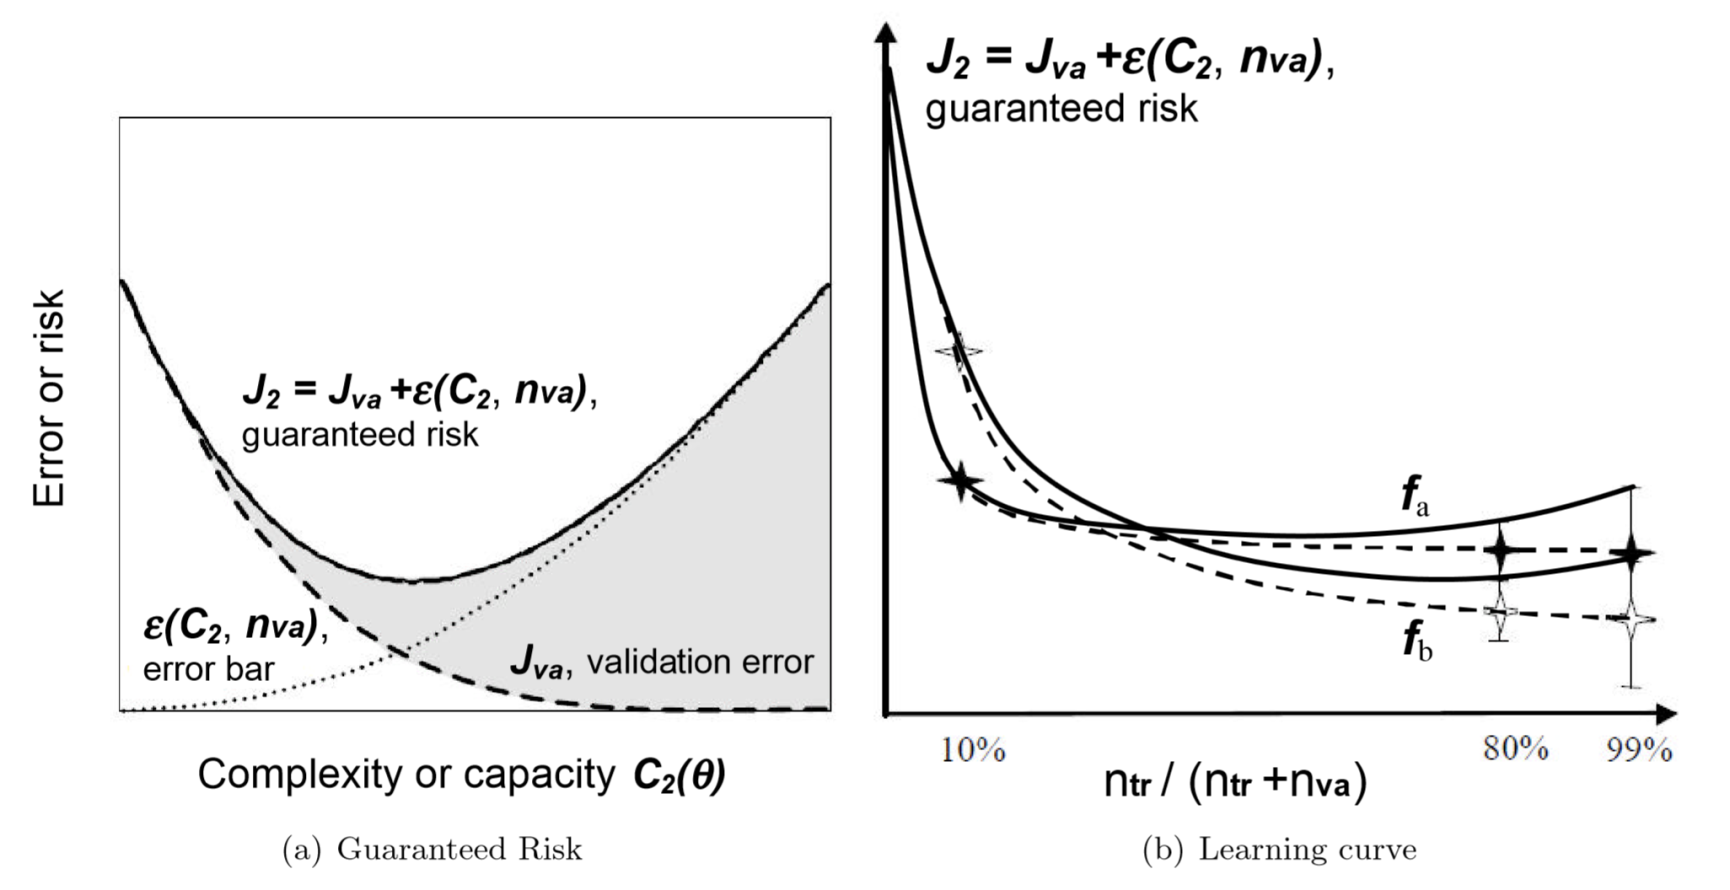 Error or risk
J₂ = Jva +ε(C₂, nva),
guaranteed risk
ε(C₂, nva),
error bar
Jva, validation error
Complexity or capacity C₂(θ)
(a) Guaranteed Risk
J₂ = Jva +ε(C₂, nva),
guaranteed risk
fa
fb
10% 80% 99%
ntr / (ntr +nva)
(b) Learning curve